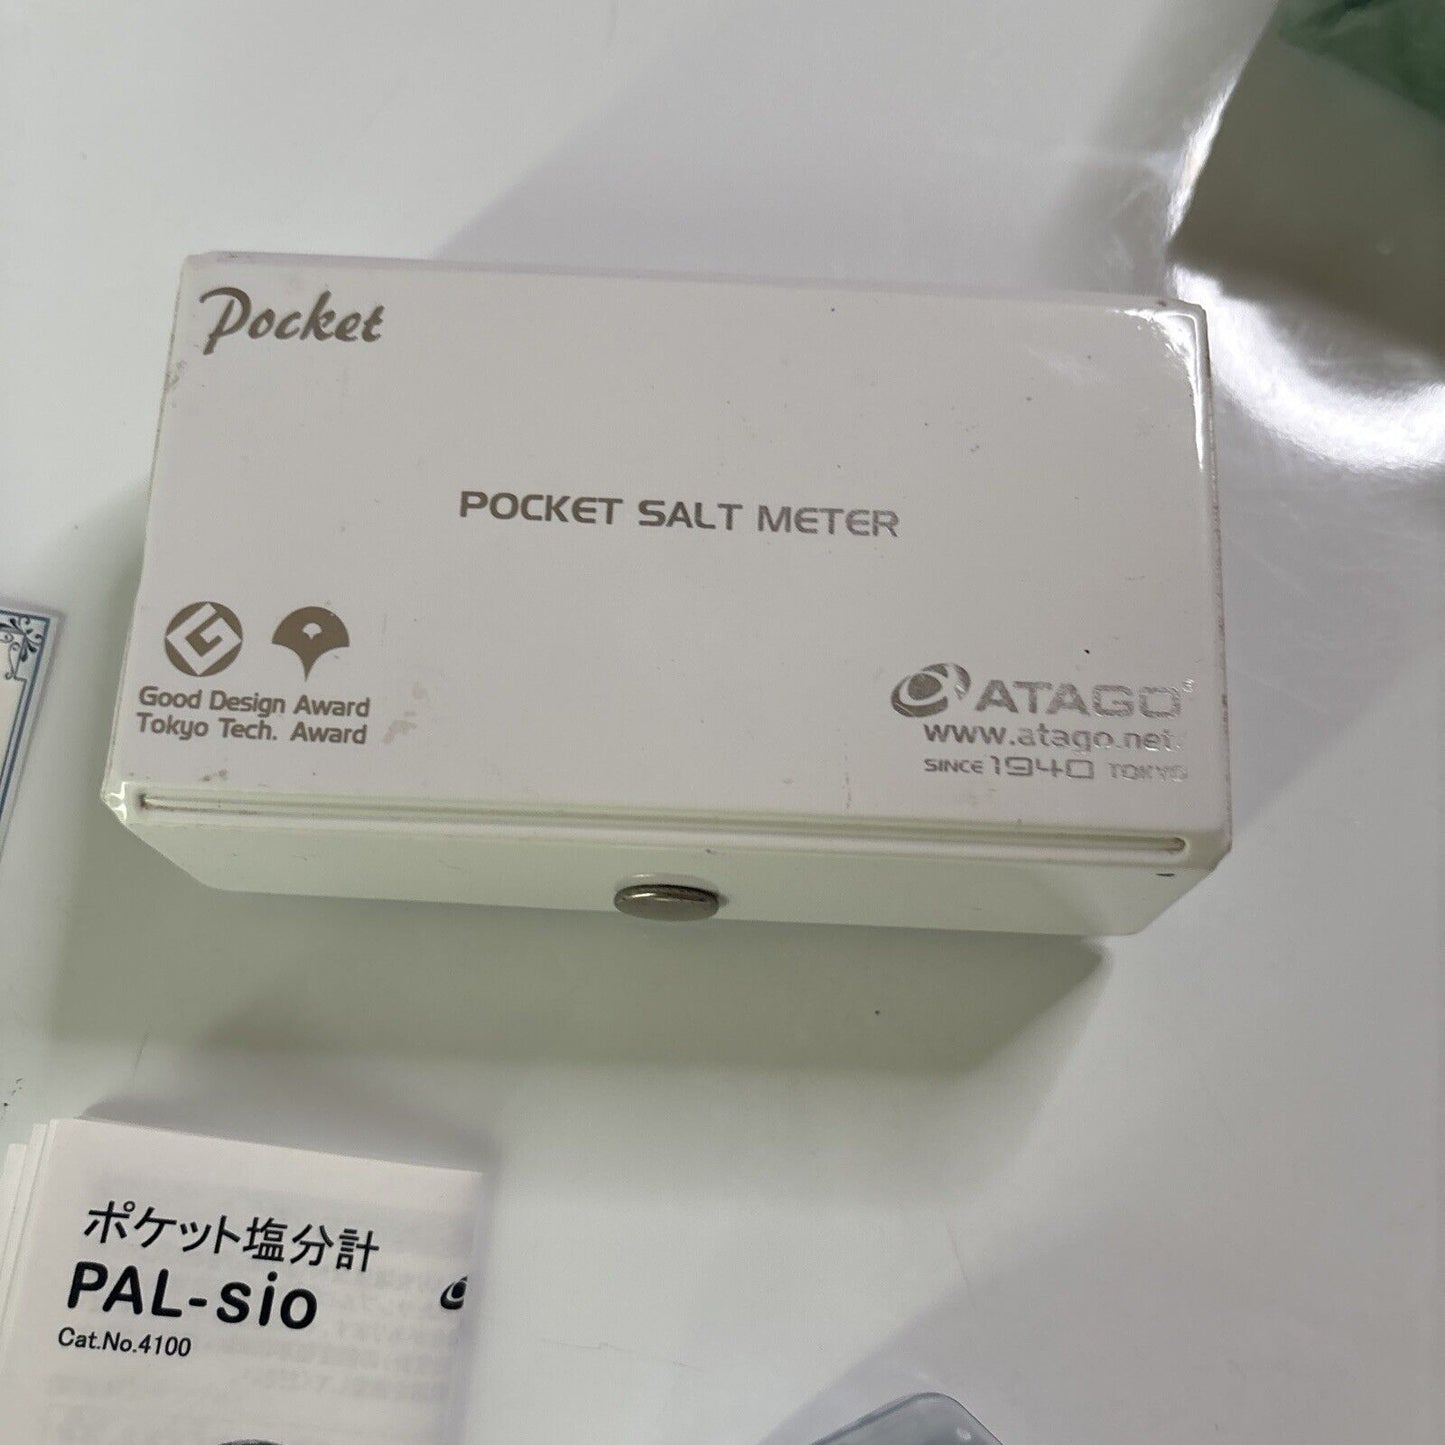 Pocket
POCKET SALT METER
Good Design Award
Tokyo Tech. Award
ATAGO
www.atago.net
SINCE 1940 TOKYO
ポケット塩分計
PAL-sio
Cat.No.4100